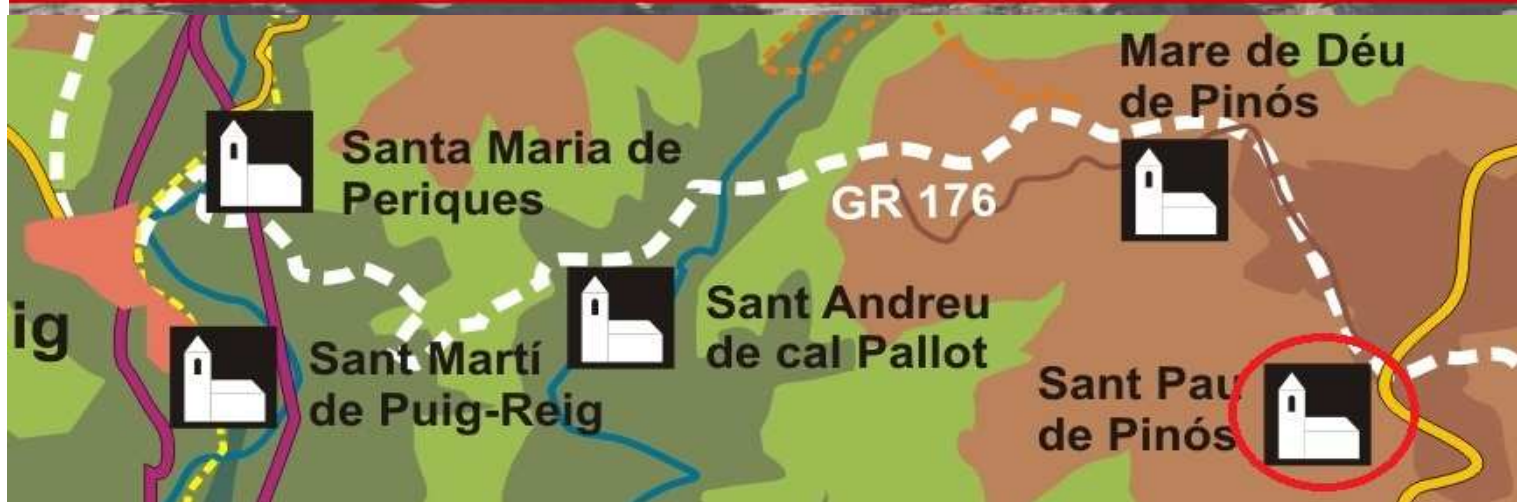 Mare de Déu
de Pinós
Santa Maria de
Periques
GR 176
Sant Andreu
de cal Pallot
ig
Sant Martí
de Puig-Reig
Sant Pau
de Pinós